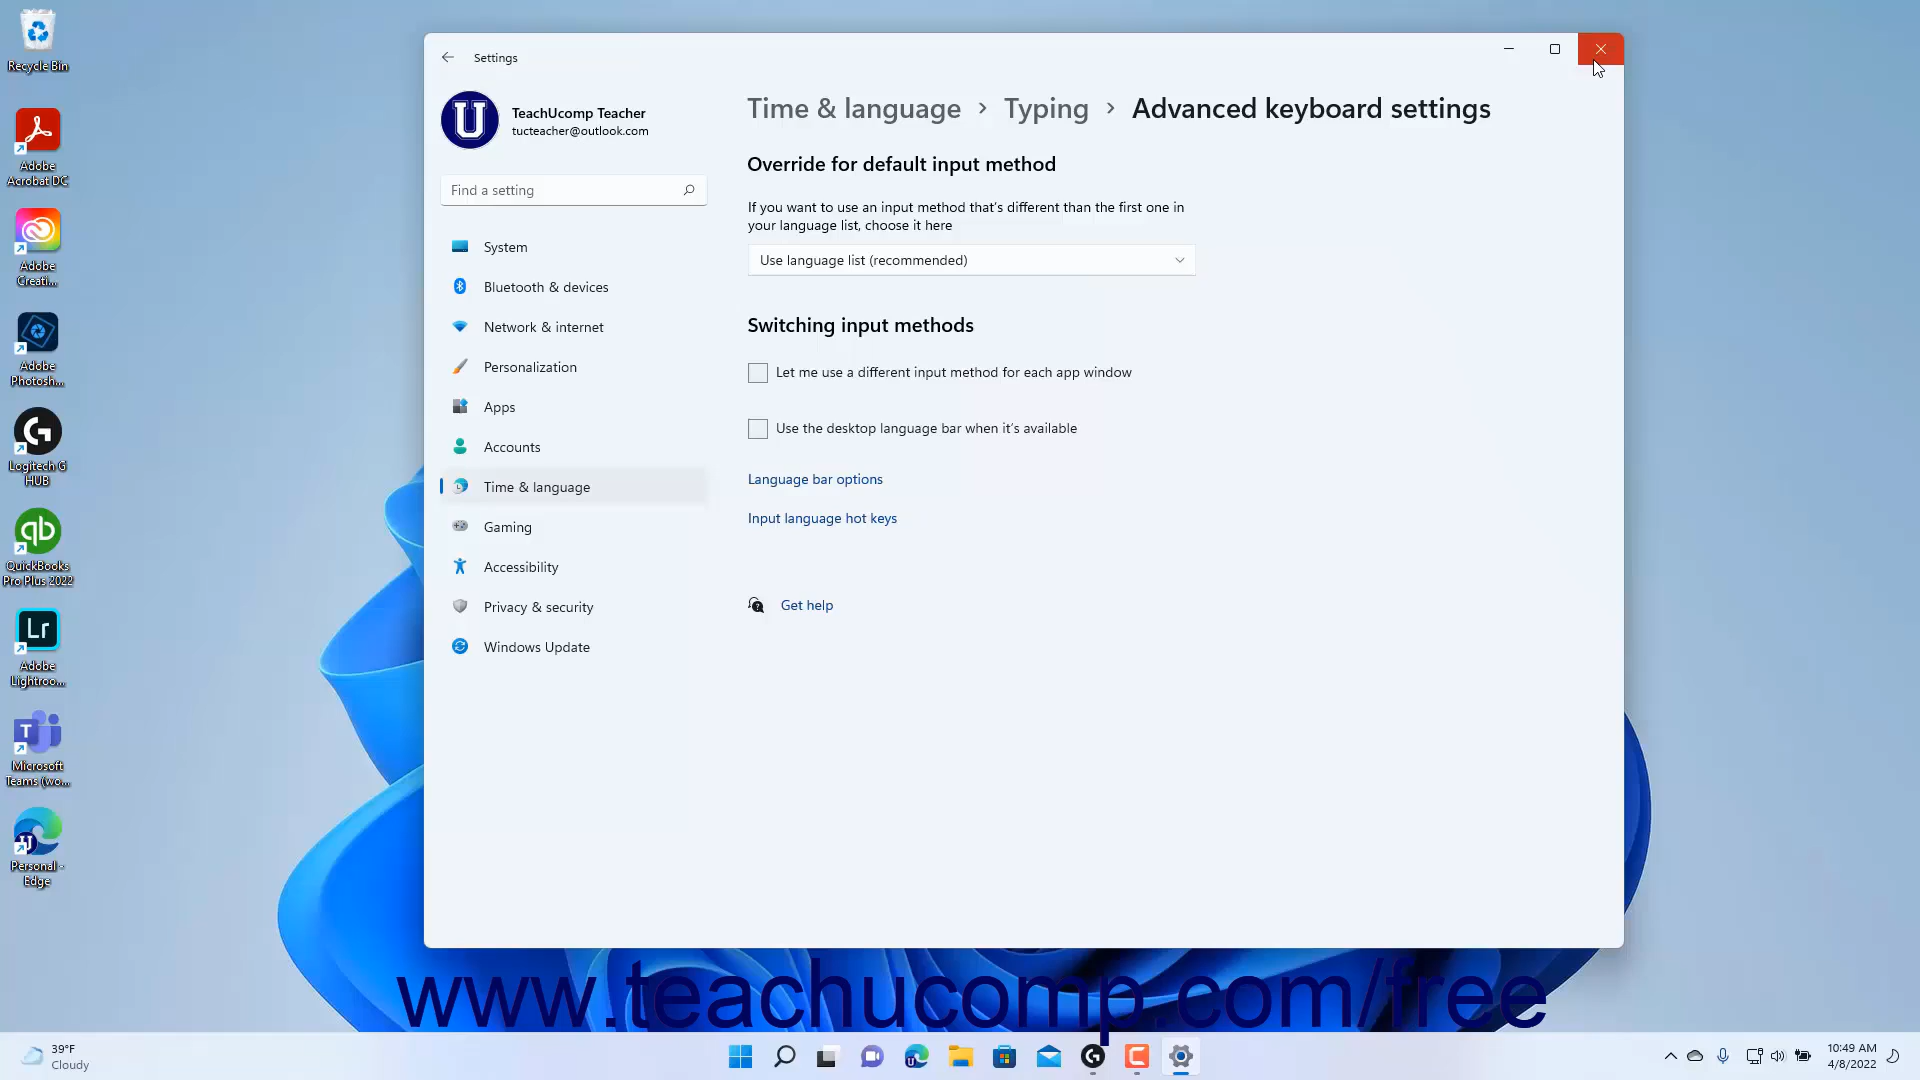 Recycle Bin
Adobe
Acrobat DC
Adobe
Creati...
Adobe
Photosh...
Logitech G
HUB
QuickBooks
Pro Plus 2022
Lr
Adobe
Lightroo...
Microsoft
Teams (wo...
Personal -
Edge
Settings
TeachUcomp Teacher
tucteacher@outlook.com
Find a setting
System
Bluetooth & devices
Network & internet
Personalization
Apps
Accounts
Time & language
Gaming
Accessibility
Privacy & security
Windows Update
Time & language > Typing > Advanced keyboard settings
Override for default input method
If you want to use an input method that's different than the first one in
your language list, choose it here
Use language list (recommended)
Switching input methods
Let me use a different input method for each app window
Use the desktop language bar when it's available
Language bar options
Input language hot keys
Get help
www.teachucomp.com/free
39°F
Cloudy
10:49 AM
4/8/2022